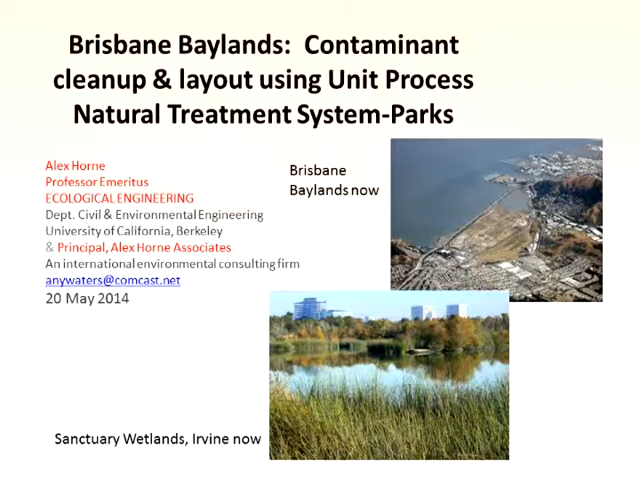 Brisbane Baylands: Contaminant
cleanup & layout using Unit Process
Natural Treatment System-Parks
Alex Horne
Professor Emeritus
ECOLOGICAL ENGINEERING
Dept. Civil & Environmental Engineering
University of California, Berkeley
& Principal, Alex Horne Associates
An international environmental consulting firm
anywaters@comcast.net
20 May 2014
Brisbane
Baylands now
Sanctuary Wetlands, Irvine now